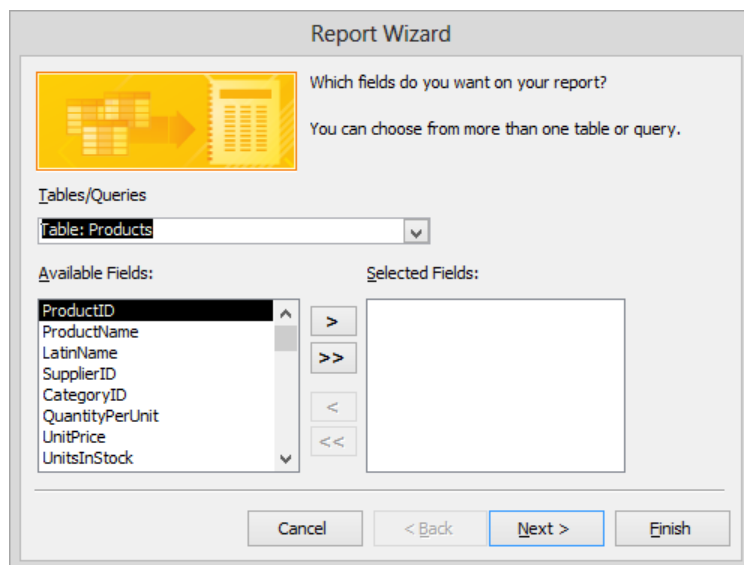 Report Wizard
Which fields do you want on your report?
You can choose from more than one table or query.
Tables/Queries
Table: Products
Available Fields:
Selected Fields:
ProductID
ProductName
LatinName
SupplierID
CategoryID
QuantityPerUnit
UnitPrice
UnitsInStock
>
>>
<
<<
Cancel
< Back
Next >
Finish